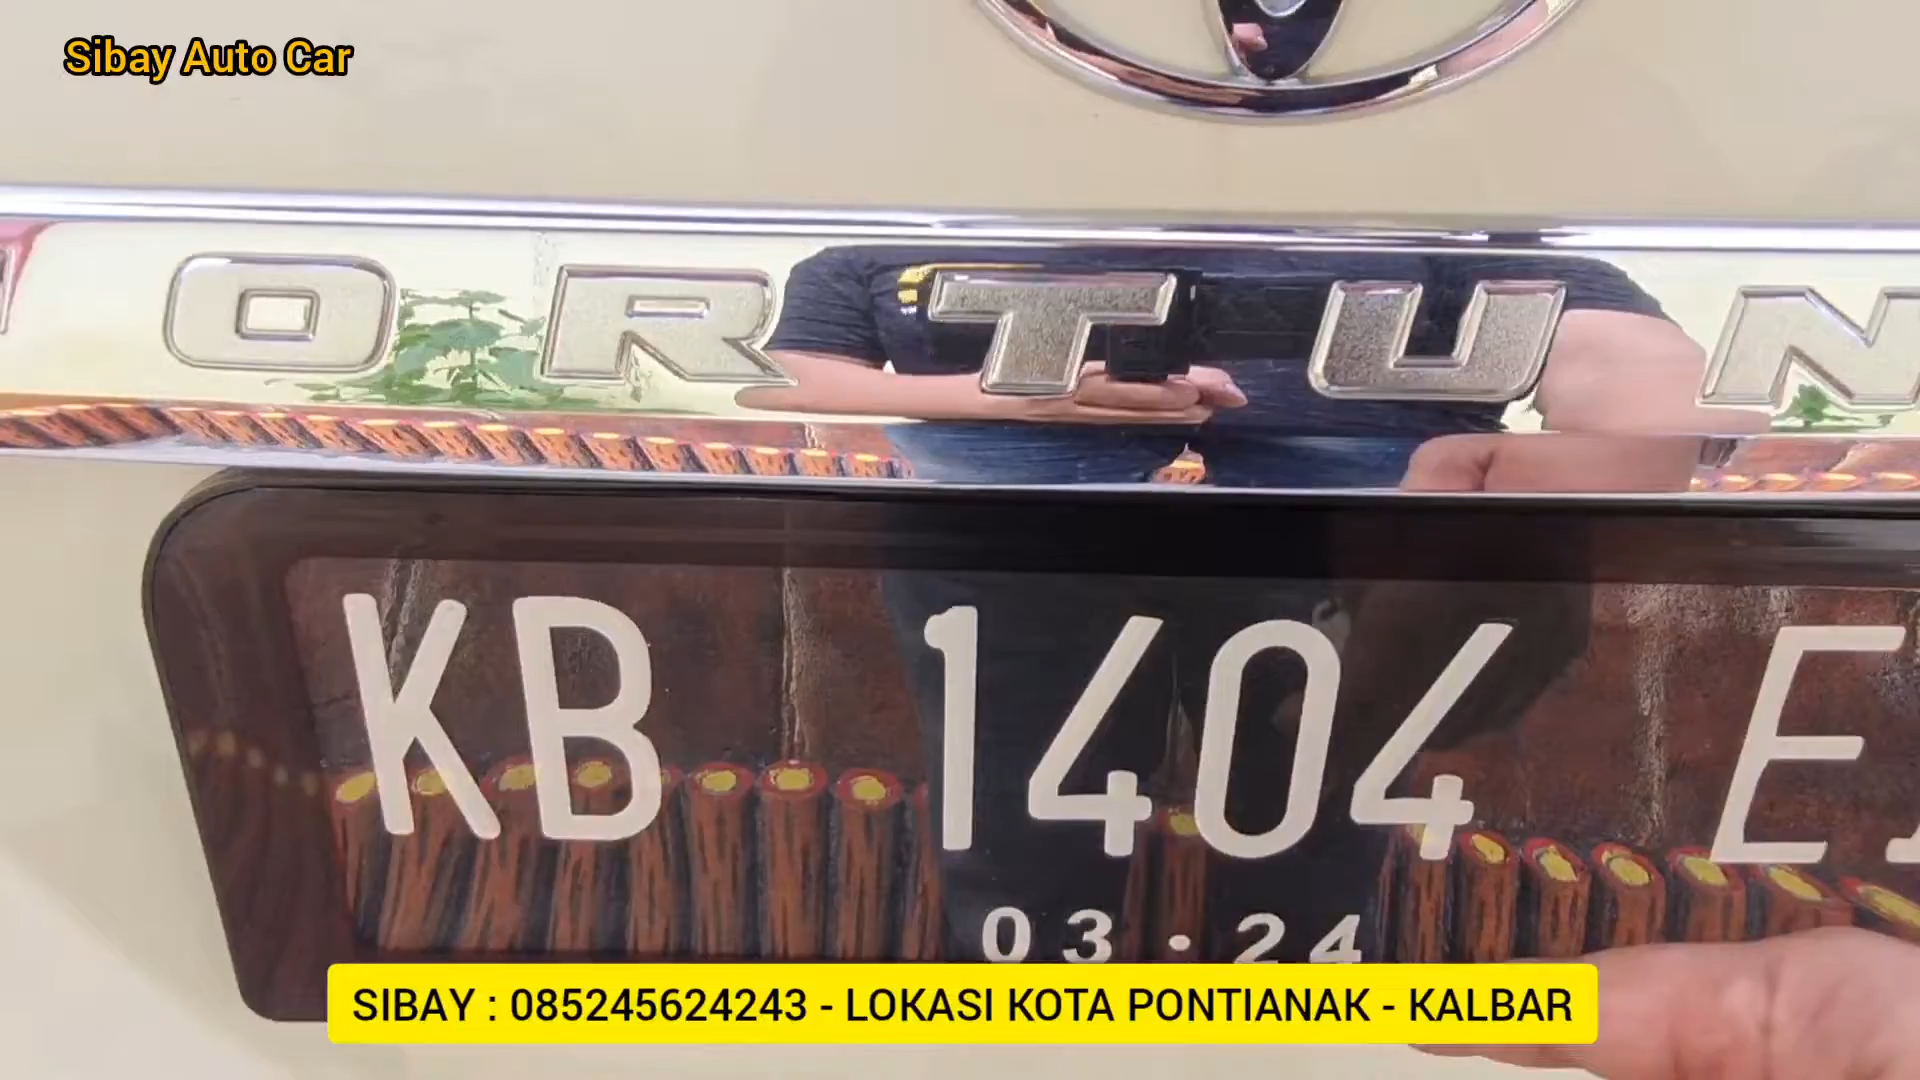 Sibay Auto Car
ORTUN
KB 1404
03 · 24
SIBAY : 085245624243 - LOKASI KOTA PONTIANAK - KALBAR